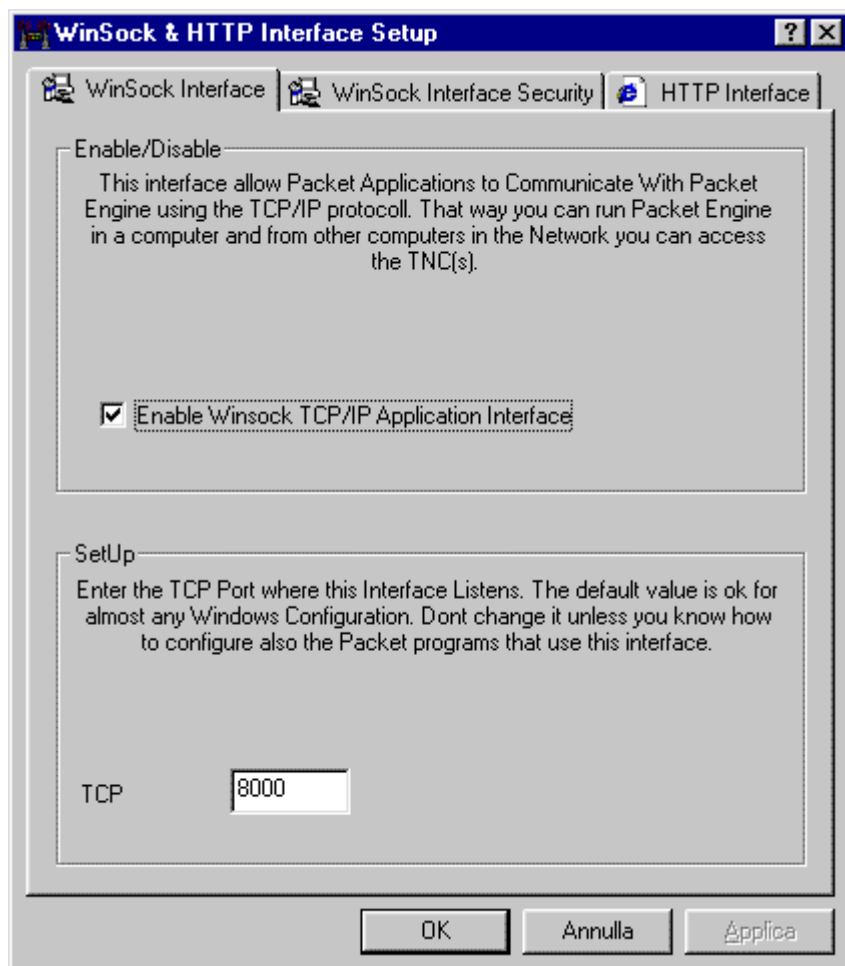 WinSock & HTTP Interface Setup
WinSock Interface
WinSock Interface Security
HTTP Interface
Enable/Disable
This interface allow Packet Applications to Communicate With Packet
Engine using the TCP/IP protocoll. That way you can run Packet Engine
in a computer and from other computers in the Network you can access
the TNC(s).
Enable Winsock TCP/IP Application Interface
SetUp
Enter the TCP Port where this Interface Listens. The default value is ok for
almost any Windows Configuration. Dont change it unless you know how
to configure also the Packet programs that use this interface.
TCP
8000
OK
Annulla
Applica